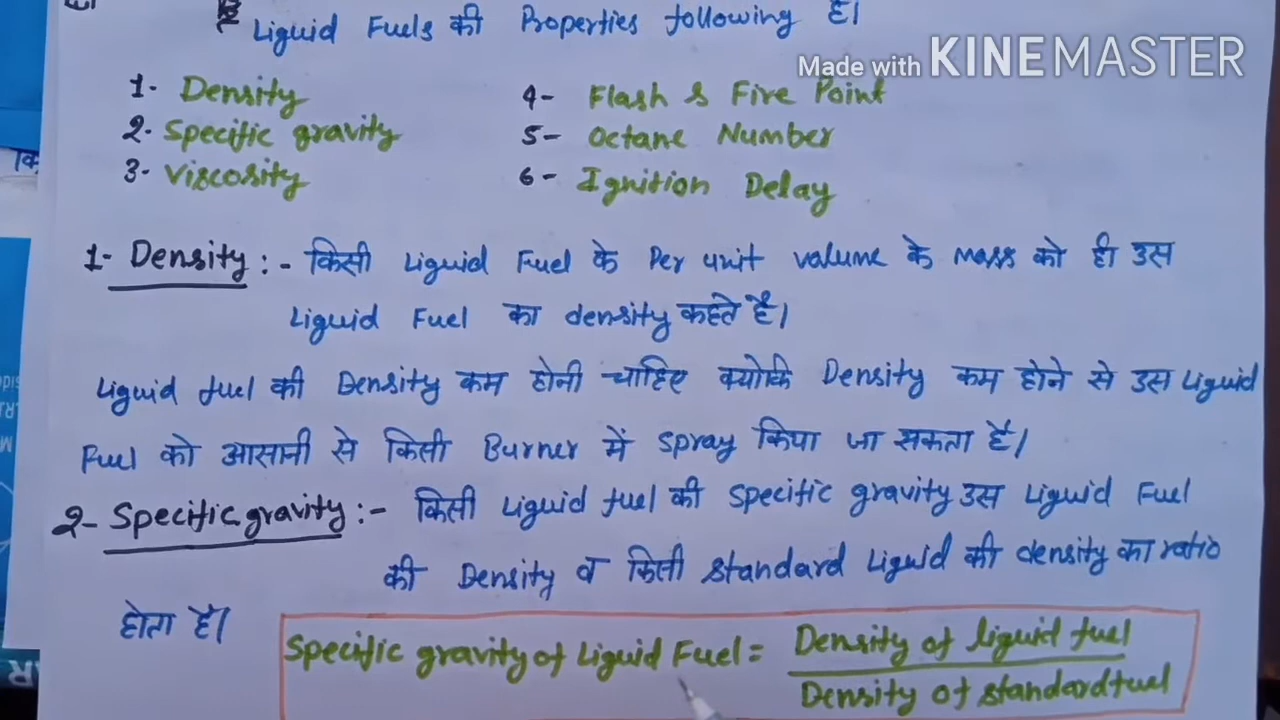 Liquid Fuels की Properties following है।
Made with KINEMASTER
1- Density
2- Specific gravity
3- Viscosity
4- Flash & Fire Point
5- Octane Number
6- Ignition Delay
1- Density :- किसी Liquid Fuel के Per unit volume के Mass को ही उस
Liquid Fuel का density कहते है।
Liquid fuel की Density कम होनी चाहिए क्योकि Density कम होने से उस Liquid
Fuel को आसानी से किसी Burner में spray किया जा सकता है।
2- Specific gravity :- किसी Liquid fuel की specific gravity उस Liquid Fuel
की Density व किसी standard Liquid की density का ratio
होता है।
Specific gravity of Liquid Fuel = Density of liquid fuel
Density of standard fuel